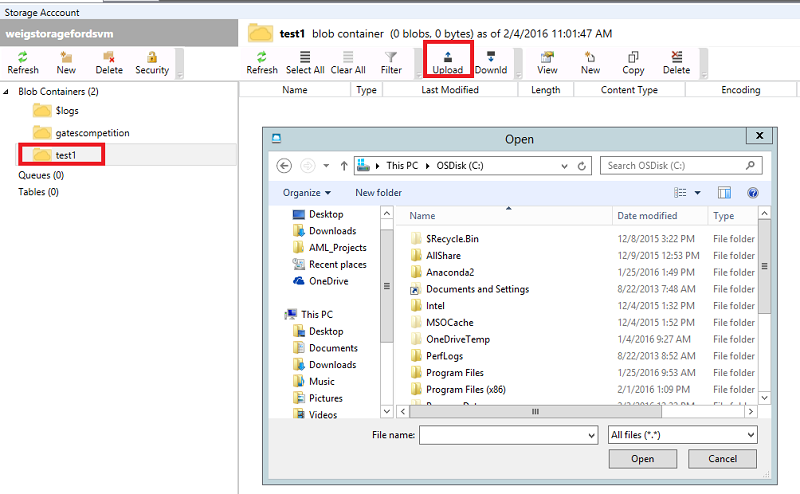 Storage Acccount
weigstoragefordsvm
Refresh New Delete Security
Blob Containers (2)
$logs
gatescompetition
test1
Queues (0)
Tables (0)
test1 blob container (0 blobs, 0 bytes) as of 2/4/2016 11:01:47 AM
Refresh Select All Clear All Filter Upload Downld View New Copy Delete
Name Type Last Modified Length Content Type Encoding
Open
x
This PC OSDisk (C:) Search OSDisk (C:)
Organize New folder
Desktop
Downloads
AML_Projects
Recent places
OneDrive
This PC
Desktop
Documents
Downloads
Music
Pictures
Videos
Name Date modified Type
$Recycle.Bin 12/8/2015 3:22 PM File folder
AllShare 12/9/2015 12:53 PM File folder
Anaconda2 1/25/2016 1:49 PM File folder
Documents and Settings 8/22/2013 7:48 AM File folder
Intel 12/4/2015 1:32 PM File folder
MSOCache 12/4/2015 1:52 PM File folder
OneDriveTemp 1/4/2016 9:27 AM File folder
PerfLogs 8/22/2013 8:52 AM File folder
Program Files 1/25/2016 9:53 AM File folder
Program Files (x86) 2/1/2016 1:09 PM File folder
File name: All files (*.*)
Open Cancel